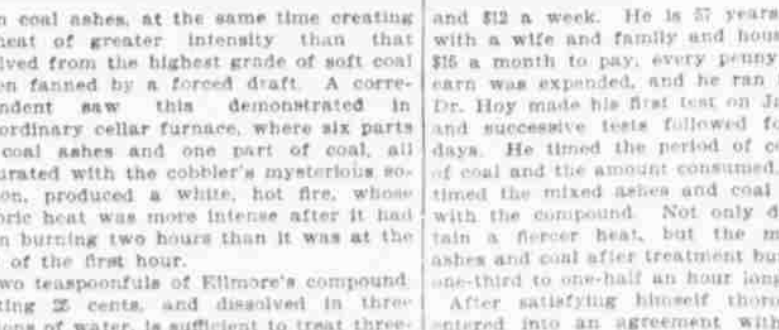 coal ashes, at the same time creating
heat of greater intensity than that
lved from the highest grade of soft coal
en fanned by a forced draft. A corre-
ndent saw this demonstrated in
ordinary cellar furnace, where six parts
coal ashes and one part of coal, all
urated with the cobbler's mysterious so-
on, produced a white, hot fire, whose
oric heat was more intense after it had
n burning two hours than it was at the
of the first hour.
wo teaspoonfuls of Ellmore's compound
ting 25 cents, and dissolved in three
ions of water, is sufficient to treat three-
and $12 a week. He is 57 years
with a wife and family and hou
$15 a month to pay, every penny
earn was expended, and he ran
Dr. Hoy made his first test on J
and successive tests followed f
days. He timed the period of c
of coal and the amount consumed.
timed the mixed ashes and coal
with the compound. Not only d
tain a fiercer heat, but the m
ashes and coal after treatment bu
one-third to one-half an hour long
After satisfying himself thor
entered into an agreement with